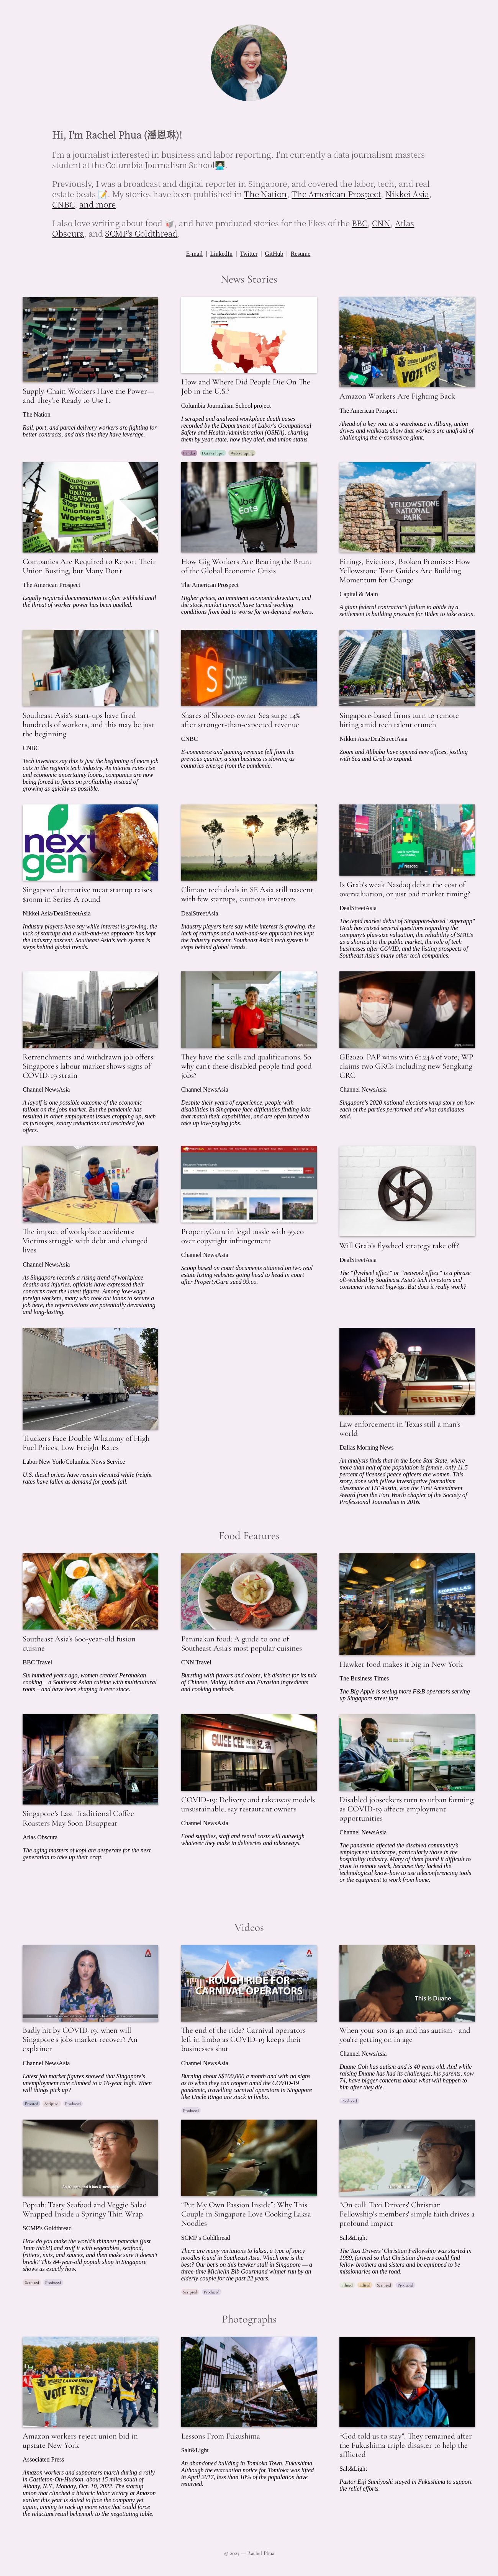 Hi, I'm Rachel Phua (潘恩琳)!
I'm a journalist interested in business and labor reporting. I'm currently a data journalism masters
student at the Columbia Journalism School👩🏻‍💻.
Previously, I was a broadcast and digital reporter in Singapore, and covered the labor, tech, and real
estate beats 📝. My stories have been published in The Nation, The American Prospect, Nikkei Asia,
CNBC, and more.
I also love writing about food 🥡, and have produced stories for the likes of the BBC, CNN, Atlas
Obscura, and SCMP's Goldthread.
E-mail | LinkedIn | Twitter | GitHub | Resume
News Stories
Supply-Chain Workers Have the Power—
and They're Ready to Use It
The Nation
Rail, port, and parcel delivery workers are fighting for
better contracts, and this time they have leverage.
How and Where Did People Die On The
Job in the U.S.?
Columbia Journalism School project
I scraped and analyzed workplace death cases
recorded by the Department of Labor's Occupational
Safety and Health Administration (OSHA), charting
them by year, state, how they died, and union status.
Pandas Datawrapper Web scraping
VOTE YES!
Amazon Workers Are Fighting Back
The American Prospect
Ahead of a key vote at a warehouse in Albany, union
drives and walkouts show that workers are unafraid of
challenging the e-commerce giant.
STOP
UNION
BUSTING!
Stop Firing
Union
Workers!
Companies Are Required to Report Their
Union Busting, but Many Don't
The American Prospect
Legally required documentation is often withheld until
the threat of worker power has been quelled.
Uber
Eats
How Gig Workers Are Bearing the Brunt
of the Global Economic Crisis
The American Prospect
Higher prices, an imminent economic downturn, and
the stock market turmoil have turned working
conditions from bad to worse for on-demand workers.
YELLOWSTONE
NATIONAL
PARK
Firings, Evictions, Broken Promises: How
Yellowstone Tour Guides Are Building
Momentum for Change
Capital & Main
A giant federal contractor's failure to abide by a
settlement is building pressure for Biden to take action.
Southeast Asia's start-ups have fired
hundreds of workers, and this may be just
the beginning
CNBC
Tech investors say this is just the beginning of more job
cuts in the region's tech industry. As interest rates rise
and economic uncertainty looms, companies are now
being forced to focus on profitability instead of
growing as quickly as possible.
Shopee
Shares of Shopee-owner Sea surge 14%
after stronger-than-expected revenue
CNBC
E-commerce and gaming revenue fell from the
previous quarter, a sign business is slowing as
countries emerge from the pandemic.
Singapore-based firms turn to remote
hiring amid tech talent crunch
Nikkei Asia/DealStreetAsia
Zoom and Alibaba have opened new offices, jostling
with Sea and Grab to expand.
next
gen
Singapore alternative meat startup raises
$100m in Series A round
Nikkei Asia/DealStreetAsia
Industry players here say while interest is growing, the
lack of startups and a wait-and-see approach has kept
the industry nascent. Southeast Asia's tech system is
steps behind global trends.
Climate tech deals in SE Asia still nascent
with few startups, cautious investors
DealStreetAsia
Industry players here say while interest is growing, the
lack of startups and a wait-and-see approach has kept
the industry nascent. Southeast Asia's tech system is
steps behind global trends.
Nasdaq
Is Grab's weak Nasdaq debut the cost of
overvaluation, or just bad market timing?
DealStreetAsia
The tepid market debut of Singapore-based "superapp"
Grab has raised several questions regarding the
company's plus-size valuation, the reliability of SPACs
as a shortcut to the public market, the role of tech
businesses after COVID, and the listing prospects of
Southeast Asia's many other tech companies.
Retrenchments and withdrawn job offers:
Singapore's labour market shows signs of
COVID-19 strain
Channel NewsAsia
A layoff is one possible outcome of the economic
fallout on the job market. But the pandemic has
resulted in other employment issues cropping up, such
as furloughs, salary reductions and rescinded job
offers.
They have the skills and qualifications. So
why can't these disabled people find good
jobs?
Channel NewsAsia
Despite their years of experience, people with
disabilities in Singapore face difficulties finding jobs
that match their capabilities, and are often forced to
take up low-paying jobs.
GE2020: PAP wins with 61.24% of vote; WP
claims two GRCs including new Sengkang
GRC
Channel NewsAsia
Singapore's 2020 national elections wrap story on how
each of the parties performed and what candidates
said.
The impact of workplace accidents:
Victims struggle with debt and changed
lives
Channel NewsAsia
As Singapore records a rising trend of workplace
deaths and injuries, officials have expressed their
concerns over the latest figures. Among low-wage
foreign workers, many who took out loans to secure a
job here, the repercussions are potentially devastating
and long-lasting.
PropertyGuru in legal tussle with 99.co
over copyright infringement
Channel NewsAsia
Scoop based on court documents attained on two real
estate listing websites going head to head in court
after PropertyGuru sued 99.co.
Will Grab's flywheel strategy take off?
DealStreetAsia
The "flywheel effect" or "network effect" is a phrase
oft-wielded by Southeast Asia's tech investors and
consumer internet bigwigs. But does it really work?
Truckers Face Double Whammy of High
Fuel Prices, Low Freight Rates
Labor New York/Columbia News Service
U.S. diesel prices have remain elevated while freight
rates have fallen as demand for goods fall.
SHERIFF
Law enforcement in Texas still a man's
world
Dallas Morning News
An analysis finds that in the Lone Star State, where
more than half of the population is female, only 11.5
percent of licensed peace officers are women. This
story, done with fellow investigative journalism
classmate at UT Austin, won the First Amendment
Award from the Fort Worth chapter of the Society of
Professional Journalists in 2016.
Food Features
Southeast Asia's 600-year-old fusion
cuisine
BBC Travel
Six hundred years ago, women created Peranakan
cooking – a Southeast Asian cuisine with multicultural
roots – and have been shaping it ever since.
Peranakan food: A guide to one of
Southeast Asia's most popular cuisines
CNN Travel
Bursting with flavors and colors, it's distinct for its mix
of Chinese, Malay, Indian and Eurasian ingredients
and cooking methods.
Hawker food makes it big in New York
The Business Times
The Big Apple is seeing more F&B operators serving
up Singapore street fare
Singapore's Last Traditional Coffee
Roasters May Soon Disappear
Atlas Obscura
The aging masters of kopi are desperate for the next
generation to take up their craft.
GWEE KEE
COVID-19: Delivery and takeaway models
unsustainable, say restaurant owners
Channel NewsAsia
Food supplies, staff and rental costs will outweigh
whatever they make in deliveries and takeaways.
Disabled jobseekers turn to urban farming
as COVID-19 affects employment
opportunities
Channel NewsAsia
The pandemic affected the disabled community's
employment landscape, particularly those in the
hospitality industry. Many of them found it difficult to
pivot to remote work, because they lacked the
technological know-how to use teleconferencing tools
or the equipment to work from home.
Videos
Badly hit by COVID-19, when will
Singapore's jobs market recover? An
explainer
Channel NewsAsia
Latest job market figures showed that Singapore's
unemployment rate climbed to a 16-year high. When
will things pick up?
Fronted Scripted Produced
ROUGH RIDE FOR
CARNIVAL OPERATORS
The end of the ride? Carnival operators
left in limbo as COVID-19 keeps their
businesses shut
Channel NewsAsia
Burning about S$100,000 a month and with no signs
as to when they can reopen amid the COVID-19
pandemic, travelling carnival operators in Singapore
like Uncle Ringo are stuck in limbo.
Produced
This is Duane
When your son is 40 and has autism - and
you're getting on in age
Channel NewsAsia
Duane Goh has autism and is 40 years old. And while
raising Duane has had its challenges, his parents, now
74, have bigger concerns about what will happen to
him after they die.
Produced
Popiah: Tasty Seafood and Veggie Salad
Wrapped Inside a Springy Thin Wrap
SCMP's Goldthread
How do you make the world's thinnest pancake (just
1mm thick!) and stuff it with vegetables, seafood,
fritters, nuts, and sauces, and then make sure it doesn't
break? This 84-year-old popiah shop in Singapore
shows us exactly how.
Scripted Produced
"Put My Own Passion Inside": Why This
Couple in Singapore Love Cooking Laksa
Noodles
SCMP's Goldthread
There are many variations to laksa, a type of spicy
noodles found in Southeast Asia. Which one is the
best? Our bet's on this hawker stall in Singapore — a
three-time Michelin Bib Gourmand winner run by an
elderly couple for the past 22 years.
Scripted Produced
"On call: Taxi Drivers' Christian
Fellowship's members' simple faith drives a
profound impact
Salt&Light
The Taxi Drivers' Christian Fellowship was started in
1989, formed so that Christian drivers could find
fellow brothers and sisters and be equipped to be
missionaries on the road.
Filmed Edited Scripted Produced
Photographs
VOTE YES!
Amazon workers reject union bid in
upstate New York
Associated Press
Amazon workers and supporters march during a rally
in Castleton-On-Hudson, about 15 miles south of
Albany, N.Y., Monday, Oct. 10, 2022. The startup
union that clinched a historic labor victory at Amazon
earlier this year is slated to face the company yet
again, aiming to rack up more wins that could force
the reluctant retail behemoth to the negotiating table.
Lessons From Fukushima
Salt&Light
An abandoned building in Tomioka Town, Fukushima.
Although the evacuation notice for Tomioka was lifted
in April 2017, less than 10% of the population have
returned.
"God told us to stay": They remained after
the Fukushima triple-disaster to help the
afflicted
Salt&Light
Pastor Eiji Sumiyoshi stayed in Fukushima to support
the relief efforts.
© 2023 — Rachel Phua